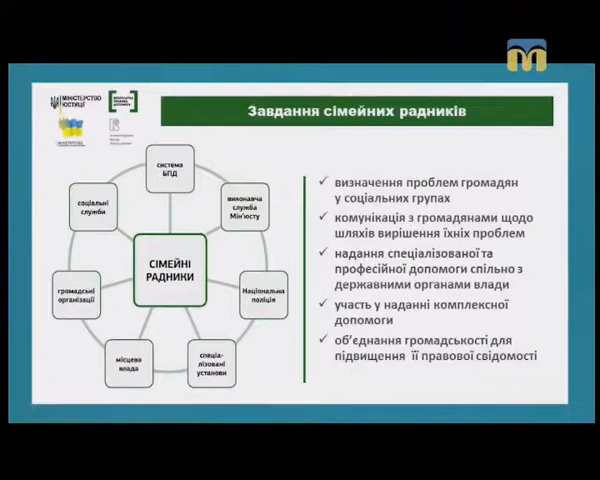 МІНІСТЕРСТВО
ЮСТИЦІЇ
Завдання сімейних радників
система
БПД
соціальні
служби
виконавча
служба
Мін'юсту
СІМЕЙНІ
РАДНИКИ
громадські
організації
Національна
поліція
місцева
влада
спеціа-
лізовані
установи
визначення проблем громадян
у соціальних групах
комунікація з громадянами щодо
шляхів вирішення їхніх проблем
надання спеціалізованої та
професійної допомоги спільно з
державними органами влади
участь у наданні комплексної
допомоги
об'єднання громадськості для
підвищення її правової свідомості